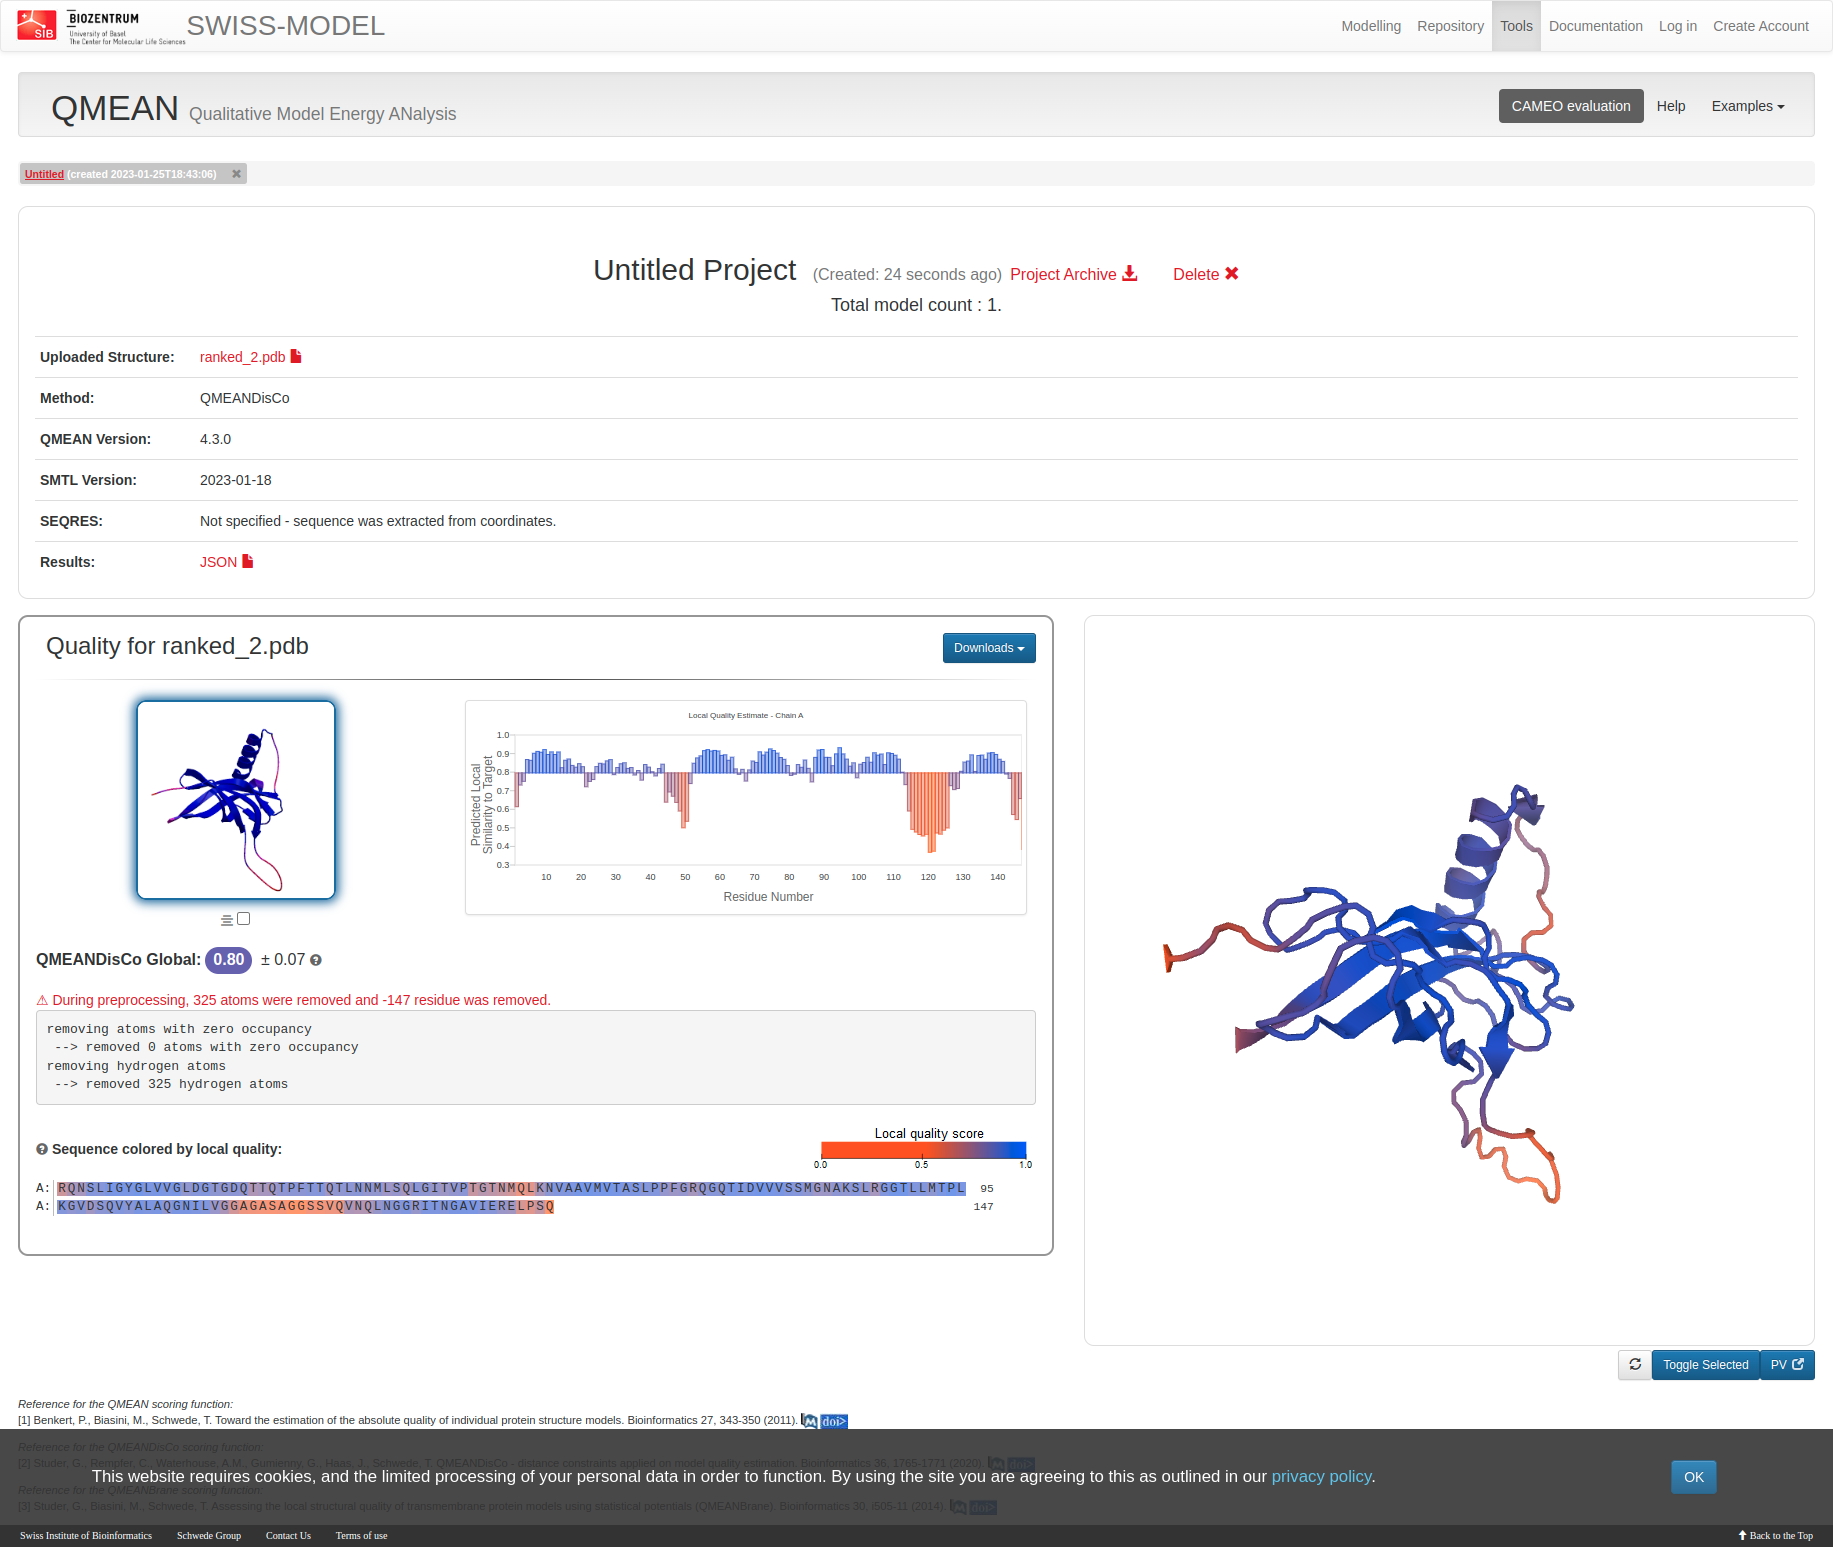 SIB
BIOZENTRUM
University of Basel
The Center for Molecular Life Sciences
SWISS-MODEL
Modelling Repository Tools Documentation Log in Create Account
QMEAN Qualitative Model Energy ANalysis
CAMEO evaluation Help Examples
Untitled (created 2023-01-25T18:43:06) ✖
Untitled Project (Created: 24 seconds ago) Project Archive Delete ✖
Total model count : 1.
Uploaded Structure: ranked_2.pdb
Method: QMEANDisCo
QMEAN Version: 4.3.0
SMTL Version: 2023-01-18
SEQRES: Not specified - sequence was extracted from coordinates.
Results: JSON
Quality for ranked_2.pdb
Downloads
Local Quality Estimate - Chain A
Predicted Local
Similarity to Target
1.0
0.9
0.8
0.7
0.6
0.5
0.4
0.3
10 20 30 40 50 60 70 80 90 100 110 120 130 140
Residue Number
QMEANDisCo Global: 0.80 ± 0.07
⚠ During preprocessing, 325 atoms were removed and -147 residue was removed.
removing atoms with zero occupancy
--> removed 0 atoms with zero occupancy
removing hydrogen atoms
--> removed 325 hydrogen atoms
Sequence colored by local quality:
Local quality score
0.0 0.5 1.0
A: RQNSLIGYGLVVGLDGTGDQTTQTPFTTQTLNNMLSQLGITVPTGTNMQLKNVAAVMVTASLPPFGRQGQTIDVVVSSMGNAKSLRGGTLLMTPL 95
A: KGVDSQVYALAQGNILVGGAGASAGGSSVQVNQLNGGRITNGAVIERELPSQ 147
Toggle Selected
PV
Reference for the QMEAN scoring function:
[1] Benkert, P., Biasini, M., Schwede, T. Toward the estimation of the absolute quality of individual protein structure models. Bioinformatics 27, 343-350 (2011). M doi>
Reference for the QMEANDisCo scoring function:
[2] Studer, G., Rempfer, C., Waterhouse, A.M., Gumienny, G., Haas, J., Schwede, T. QMEANDisCo - distance constraints applied on model quality estimation. Bioinformatics 36, 1765-1771 (2020). M doi>
This website requires cookies, and the limited processing of your personal data in order to function. By using the site you are agreeing to this as outlined in our privacy policy.
OK
Reference for the QMEANBrane scoring function:
[3] Studer, G., Biasini, M., Schwede, T. Assessing the local structural quality of transmembrane protein models using statistical potentials (QMEANBrane). Bioinformatics 30, i505-11 (2014). M doi>
Swiss Institute of Bioinformatics Schwede Group Contact Us Terms of use
Back to the Top